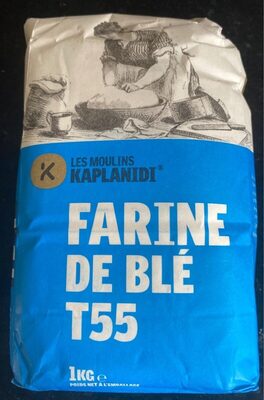 K
LES MOULINS
KAPLANIDI®
FARINE
DE BLÉ
T55
1KG ℮
POIDS NET À L'EMBALLAGE